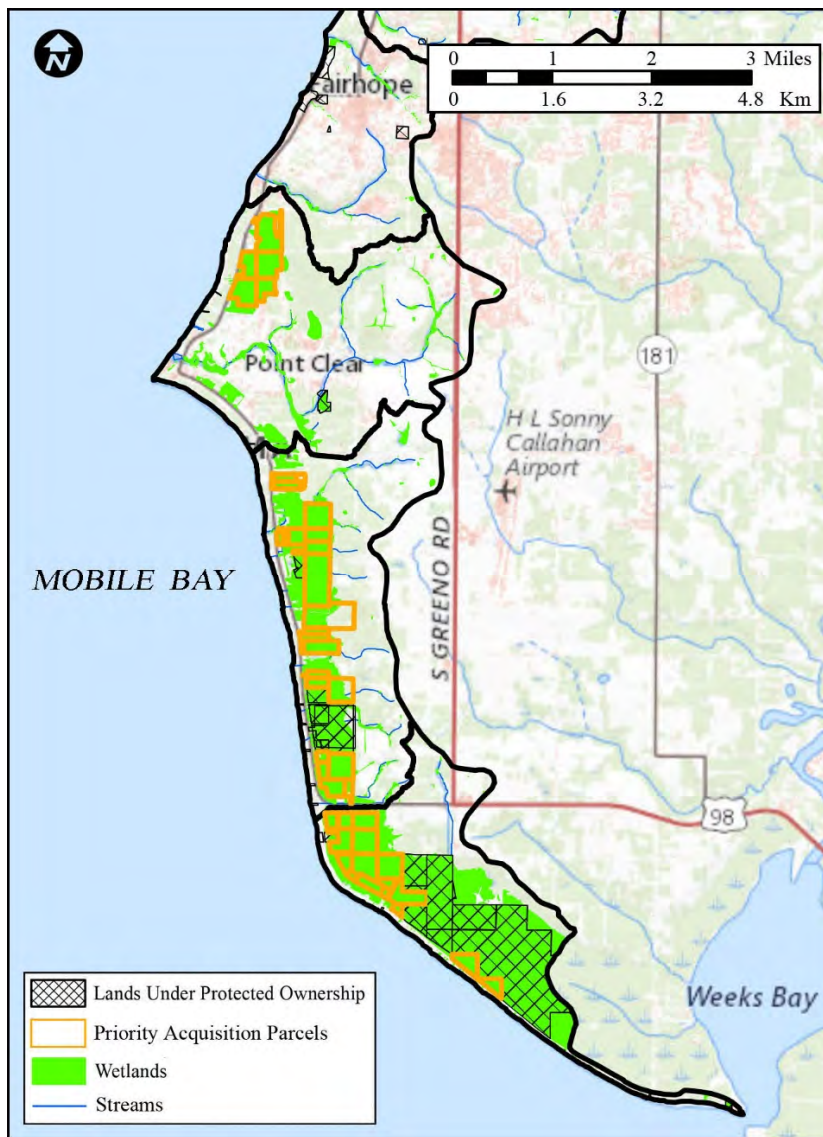 N
0 1 2 3 Miles
0 1.6 3.2 4.8 Km
Fairhope
Point Clear
181
H L Sonny
Callahan
Airport
MOBILE BAY
S GREENO RD
98
Weeks Bay
Lands Under Protected Ownership
Priority Acquisition Parcels
Wetlands
Streams